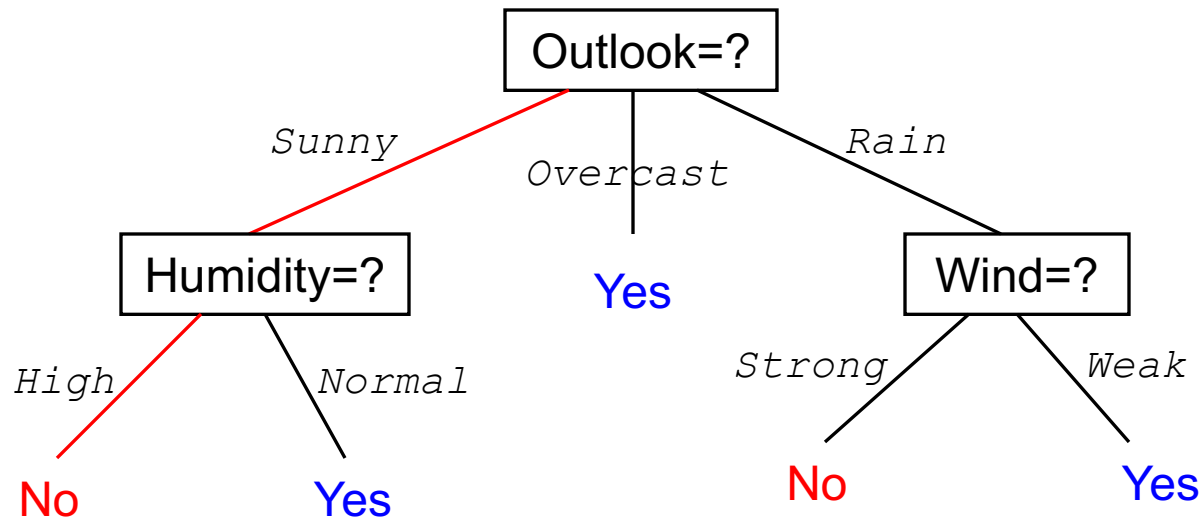 Outlook=?
Sunny
Overcast
Rain
Humidity=?
Yes
Wind=?
High
Normal
Strong
Weak
No
Yes
No
Yes